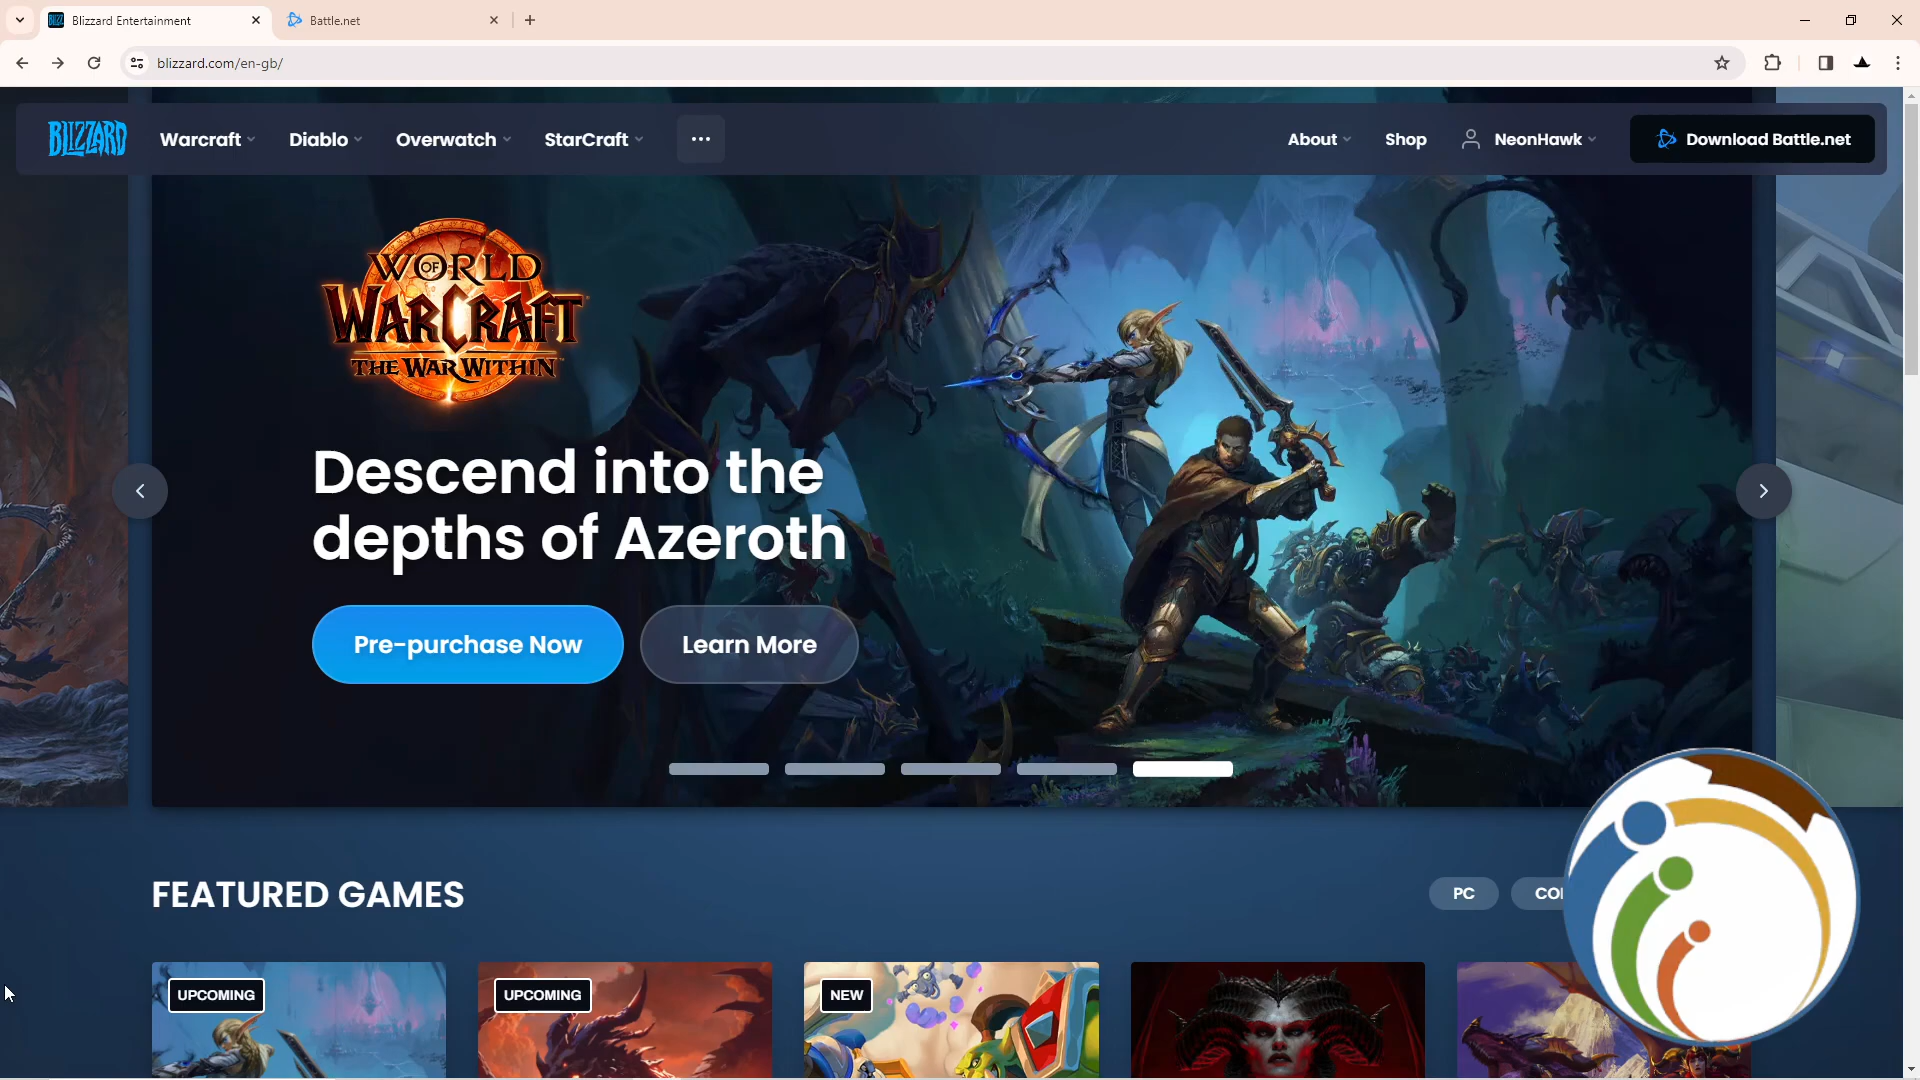 Blizzard Entertainment
Battle.net
blizzard.com/en-gb/
BLIZZARD
Warcraft
Diablo
Overwatch
StarCraft
About
Shop
NeonHawk
Download Battle.net
WORLD OF WARCRAFT
THE WAR WITHIN
Descend into the
depths of Azeroth
Pre-purchase Now
Learn More
FEATURED GAMES
PC
UPCOMING
UPCOMING
NEW